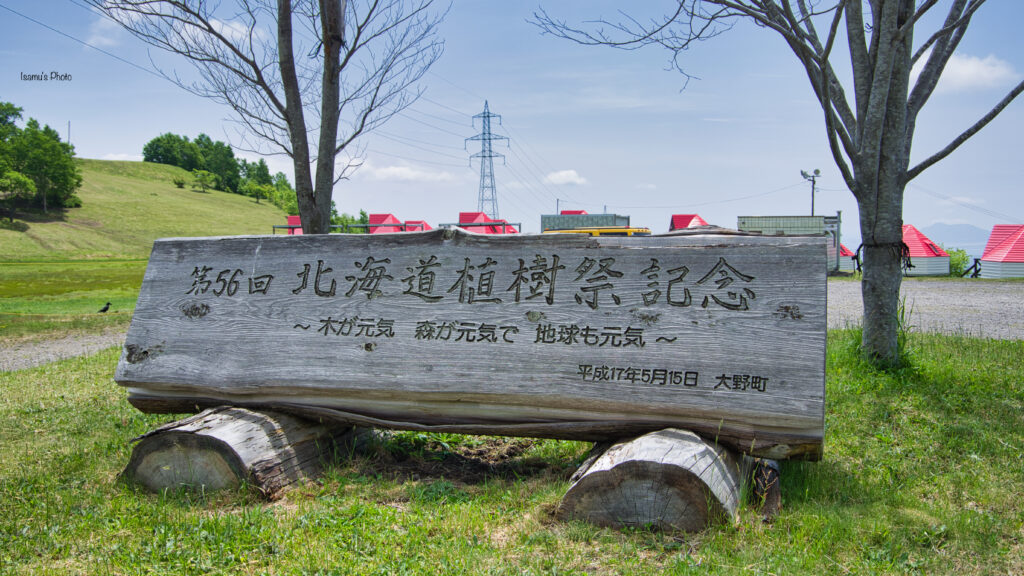 Isamu's Photo
第56回 北海道植樹祭記念
~ 木が元気 森が元気で 地球も元気 ~
平成17年5月15日 大野町